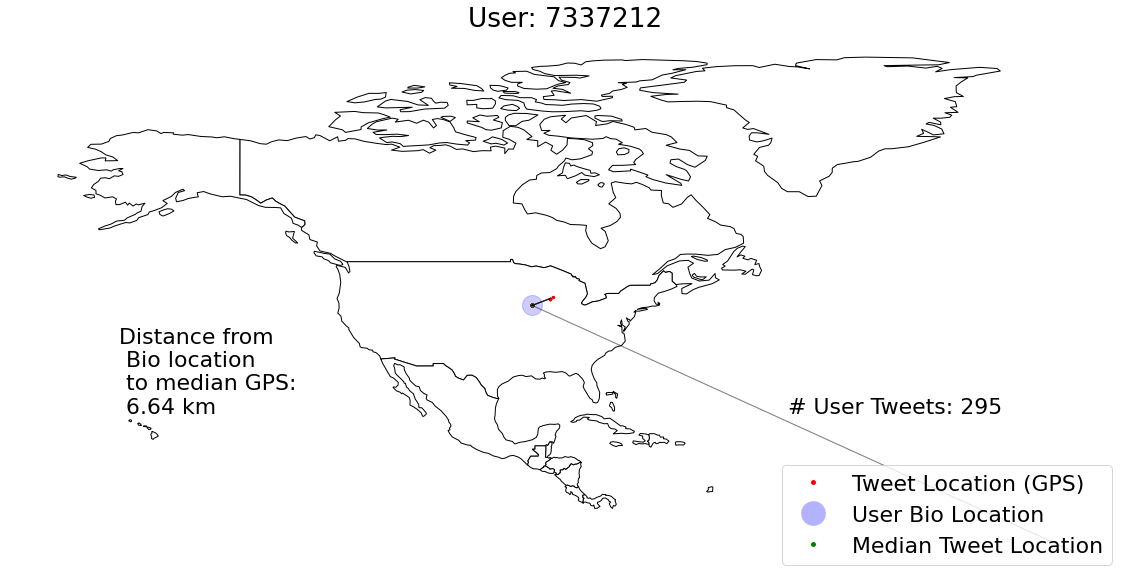 User: 7337212
Distance from
Bio location
to median GPS:
6.64 km
# User Tweets: 295
Tweet Location (GPS)
User Bio Location
Median Tweet Location